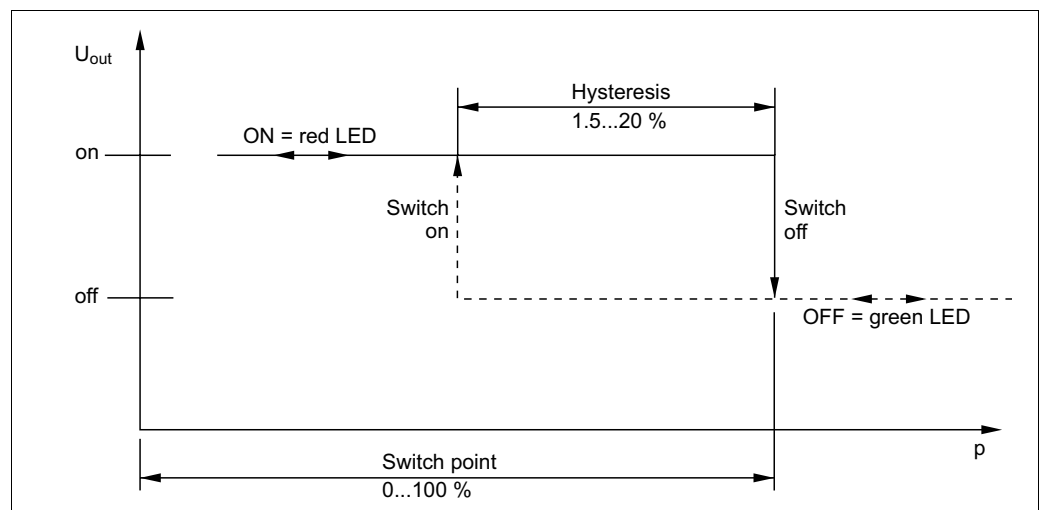 U_out
Hysteresis
1.5...20 %
ON = red LED
on
Switch
on
Switch
off
off
OFF = green LED
p
Switch point
0...100 %